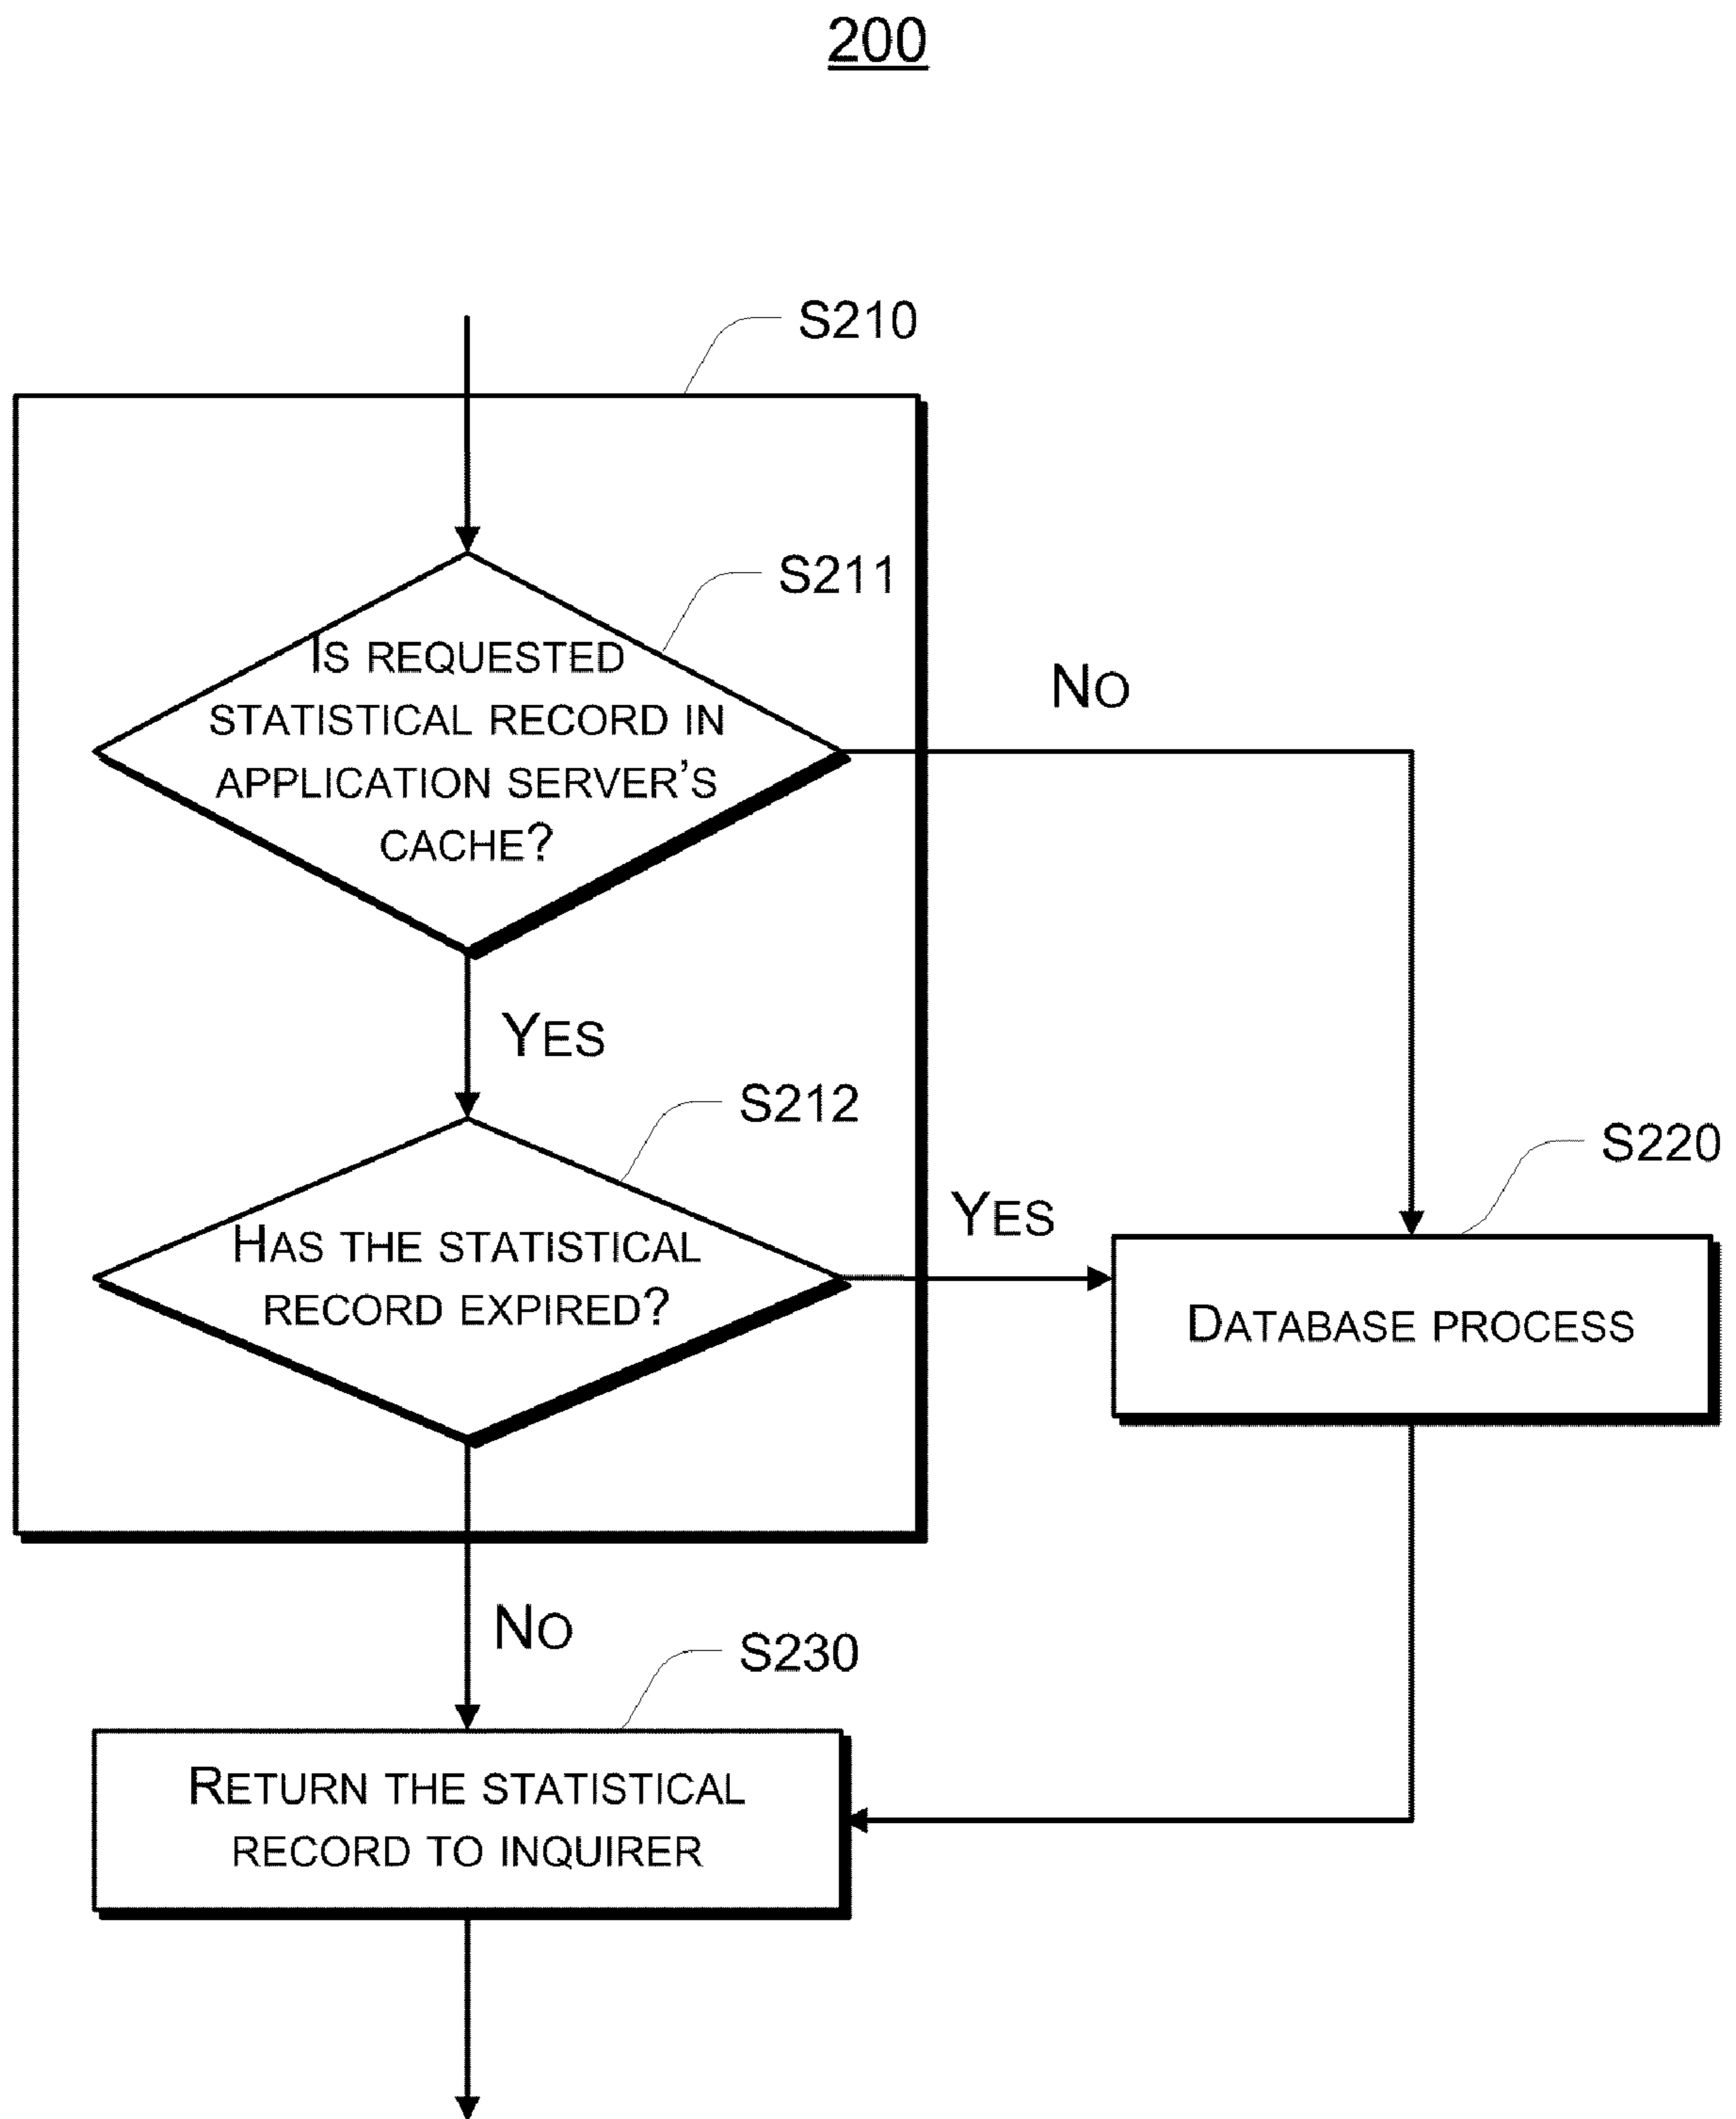 200
S210
S211
Is requested
statistical record in
application server's
cache?
No
Yes
S212
S220
Yes
Has the statistical
record expired?
Database process
No
S230
Return the statistical
record to inquirer